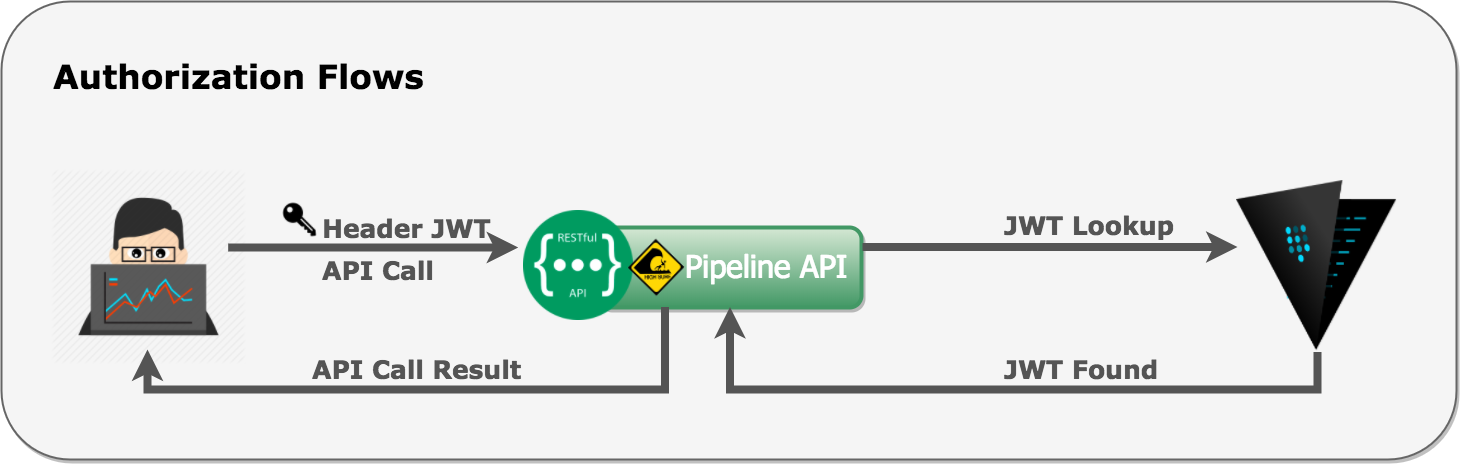 Authorization Flows
Header JWT
API Call
RESTful
API
Pipeline API
JWT Lookup
API Call Result
JWT Found